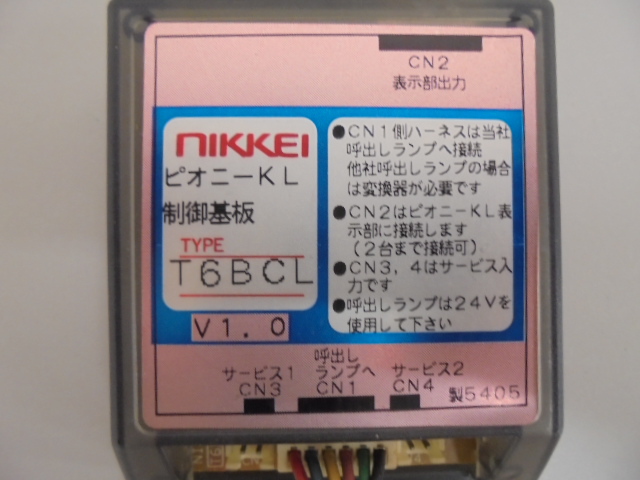 CN2
表示部出力
NIKKEI
ピオニーKL
制御基板
TYPE
T6BCL
V1.0
●CN1側ハーネスは当社
呼出しランプへ接続
他社呼出しランプの場合
は変換器が必要です
●CN2はピオニーKL表
示部に接続します
(2台まで接続可)
●CN3,4はサービス入
力です
●呼出しランプは24Vを
使用して下さい
呼出し
サービス1 ランプへ サービス2
CN3 CN1 CN4
製5405